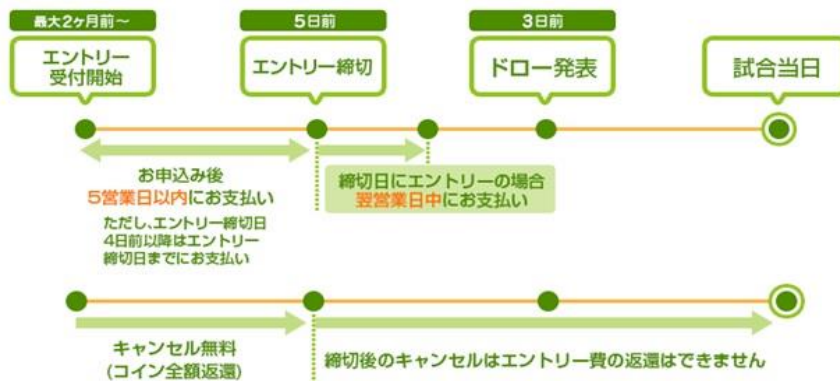 最大2ヶ月前～
5日前
3日前
エントリー
受付開始
エントリー締切
ドロー発表
試合当日
お申込み後
5営業日以内にお支払い
ただし、エントリー締切日
4日前以降はエントリー
締切日までにお支払い
締切日にエントリーの場合
翌営業日中にお支払い
キャンセル無料
(コイン全額返還)
締切後のキャンセルはエントリー費の返還はできません